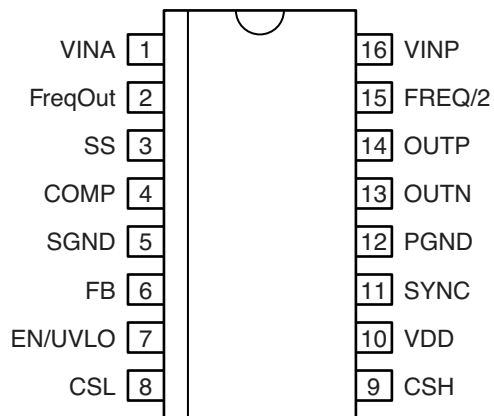 VINA 1 16 VINP
FreqOut 2 15 FREQ/2
SS 3 14 OUTP
COMP 4 13 OUTN
SGND 5 12 PGND
FB 6 11 SYNC
EN/UVLO 7 10 VDD
CSL 8 9 CSH